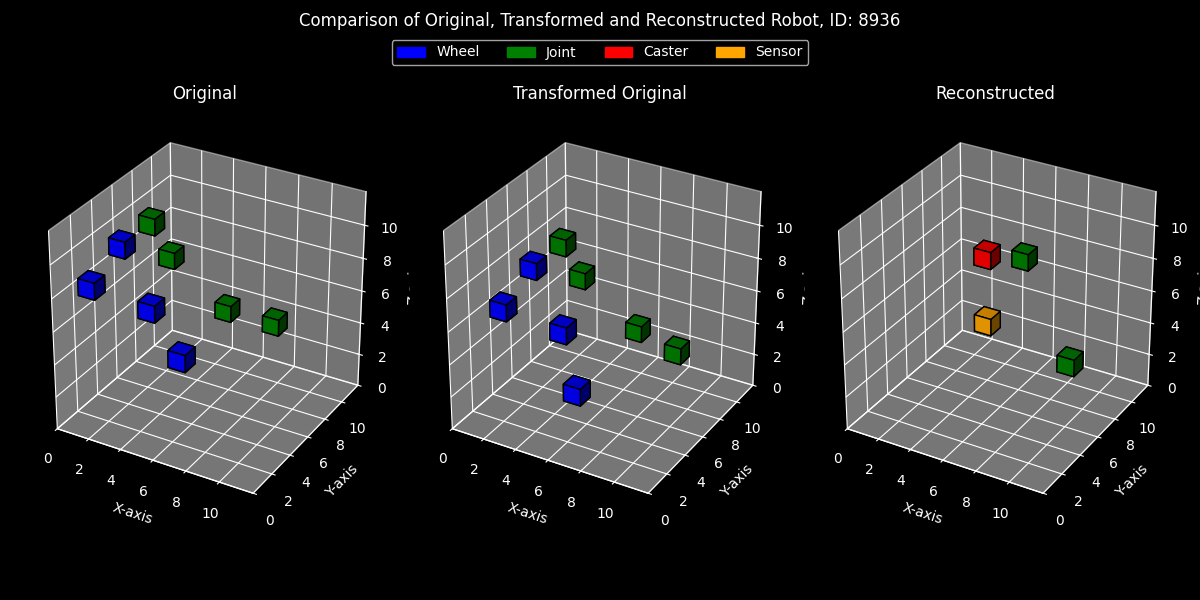 Comparison of Original, Transformed and Reconstructed Robot, ID: 8936
Wheel Joint Caster Sensor
Original Transformed Original Reconstructed
10 10 10
8 8 8
6 6 6
4 4 4
2 2 2
0 0 0
0 2 4 6 8 10 0 2 4 6 8 10 0 2 4 6 8 10
0 2 4 6 8 10 0 2 4 6 8 10 0 2 4 6 8 10
X-axis Y-axis X-axis Y-axis X-axis Y-axis